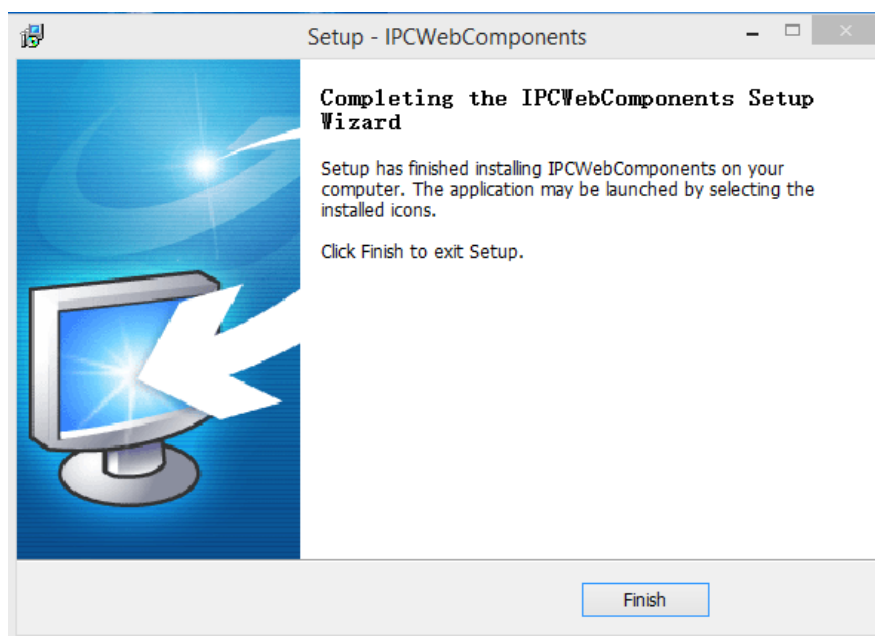 Setup - IPCWebComponents
Completing the IPCWebComponents Setup
Wizard
Setup has finished installing IPCWebComponents on your
computer. The application may be launched by selecting the
installed icons.
Click Finish to exit Setup.
Finish